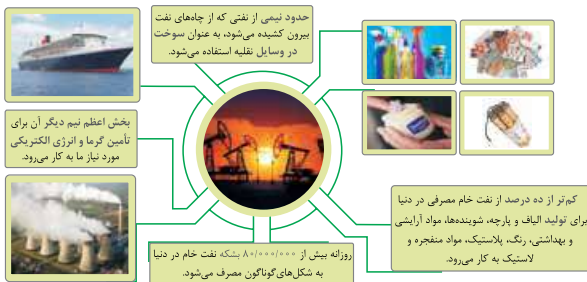 حدود نیمی از نفتی که از چاه‌های نفت
بیرون کشیده می‌شود، به عنوان سوخت
در وسایل نقلیه استفاده می‌شود.
بخش اعظم نیم دیگر آن برای
تأمین گرما و انرژی الکتریکی
مورد نیاز ما به کار می‌رود.
کم‌تر از ده درصد از نفت خام مصرفی در دنیا
برای تولید الیاف و پارچه، شوینده‌ها، مواد آرایشی
و بهداشتی، رنگ، پلاستیک، مواد منفجره و
لاستیک به کار می‌رود.
روزانه بیش از ۸۰/۰۰۰/۰۰۰ بشکه نفت خام در دنیا
به شکل‌های گوناگون مصرف می‌شود.